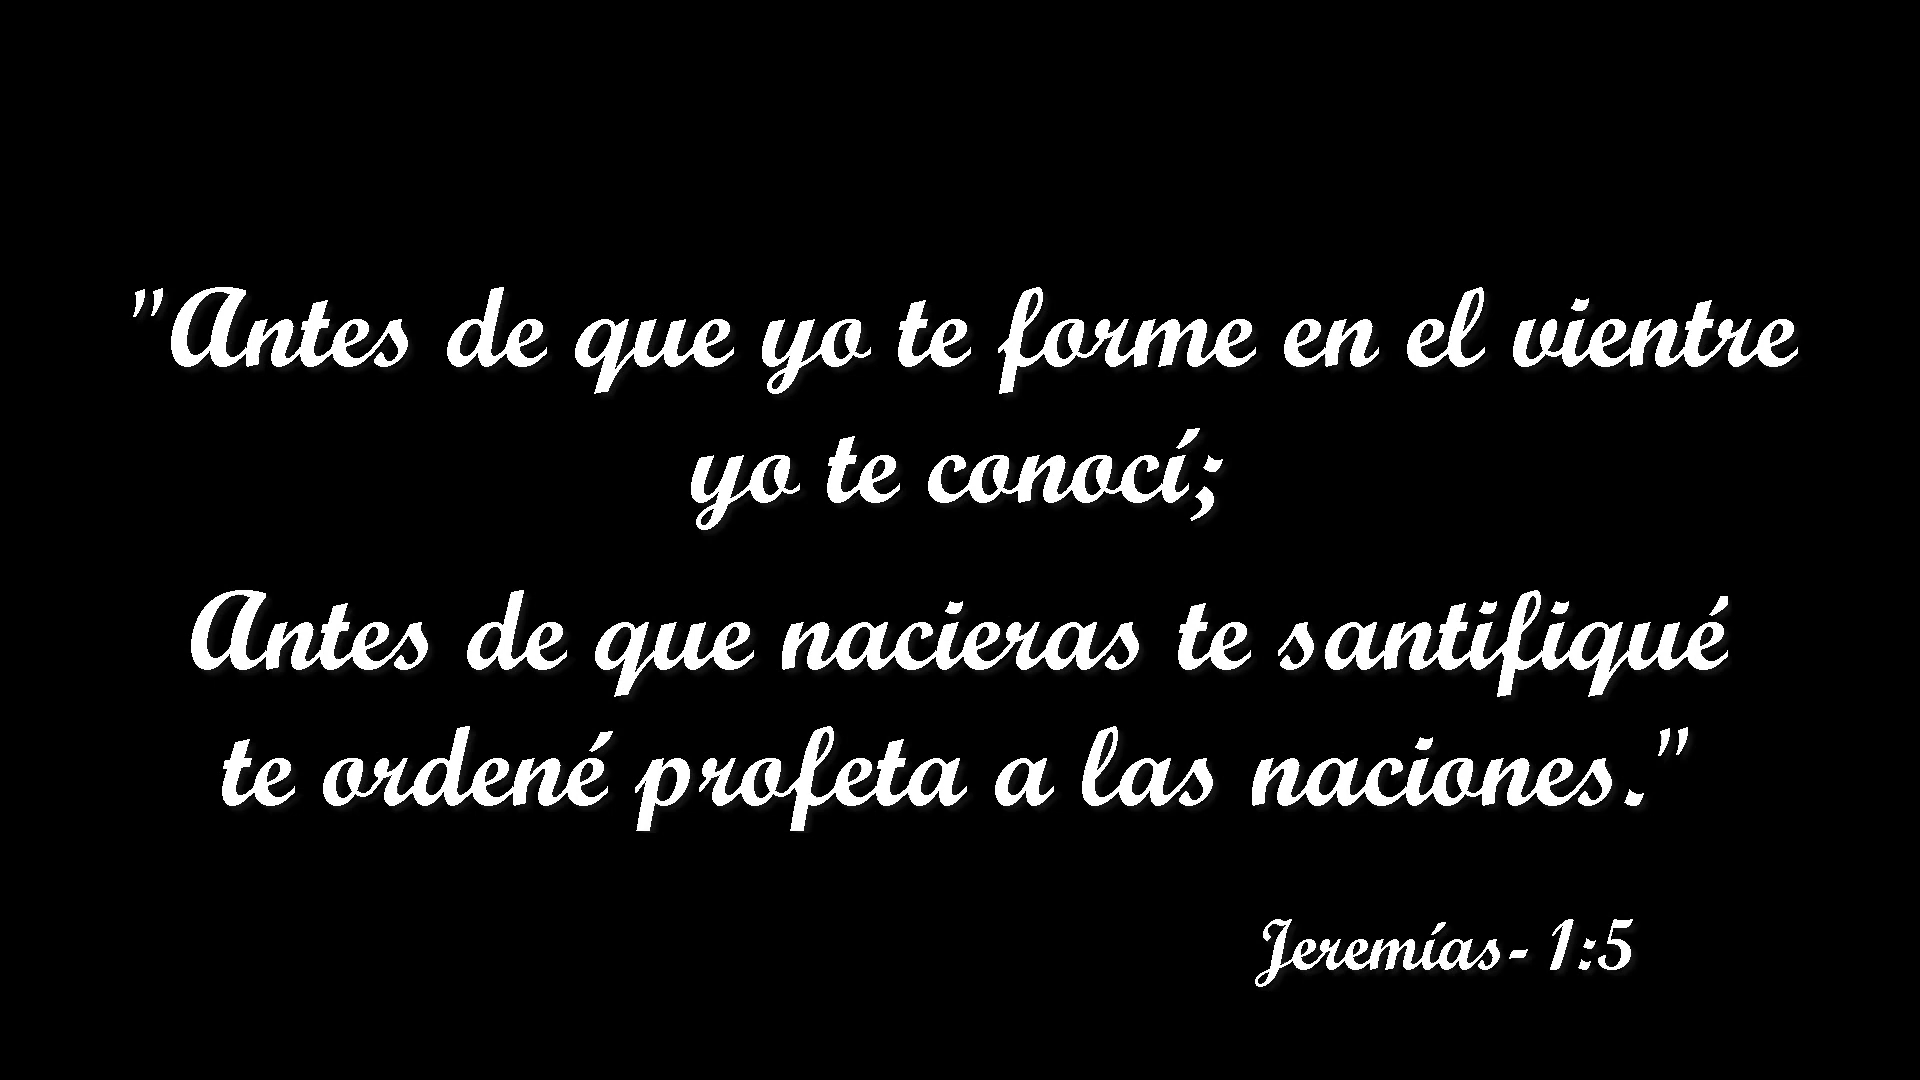 "Antes de que yo te forme en el vientre
yo te conocí;
Antes de que nacieras te santifiqué
te ordené profeta a las naciones."
Jeremías- 1:5